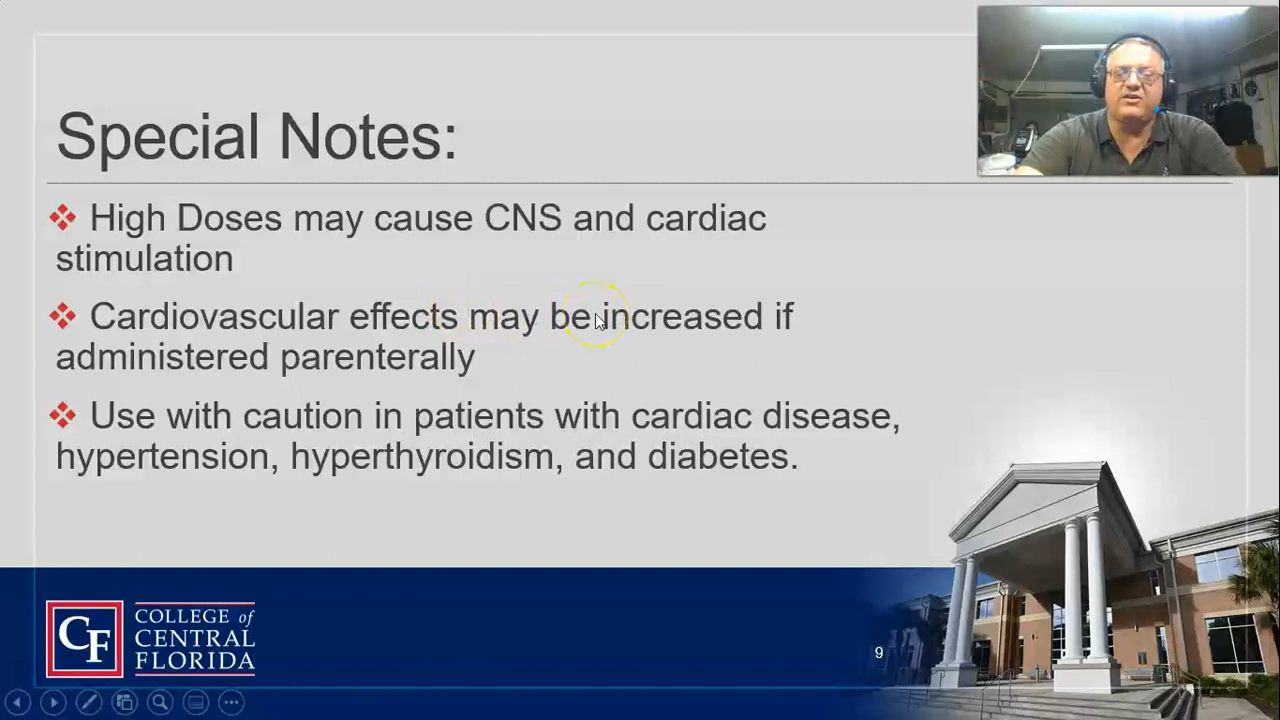 Special Notes:
High Doses may cause CNS and cardiac
stimulation
Cardiovascular effects may be increased if
administered parenterally
Use with caution in patients with cardiac disease,
hypertension, hyperthyroidism, and diabetes.
CF
COLLEGE of
CENTRAL
FLORIDA
9